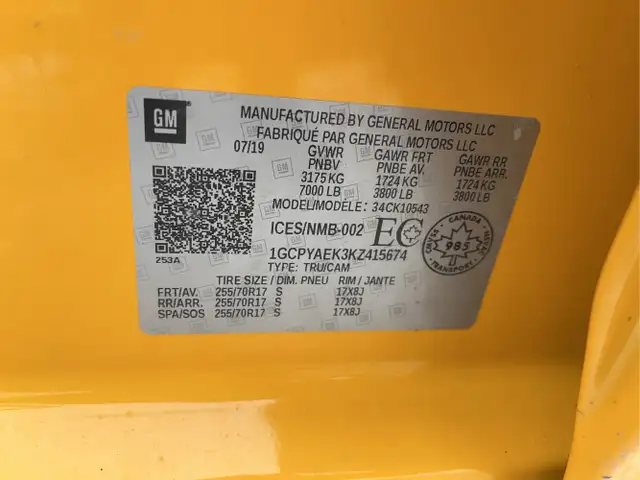 GM
MANUFACTURED BY GENERAL MOTORS LLC
FABRIQUÉ PAR GENERAL MOTORS LLC
07/19 GVWR GAWR FRT GAWR RR
PNBV PNBE AV. PNBE ARR.
3175 KG 1724 KG 1724 KG
7000 LB 3800 LB 3800 LB
MODEL/MODÈLE: 34CK10543
ICES/NMB-002 EC
CANADA
985
253A
1GCPYAEK3KZ415674
TYPE: TRU/CAM
TIRE SIZE / DIM. PNEU RIM / JANTE
FRT/AV. 255/70R17 S 17X8J
RR/ARR. 255/70R17 S 17X8J
SPA/SOS 255/70R17 S 17X8J